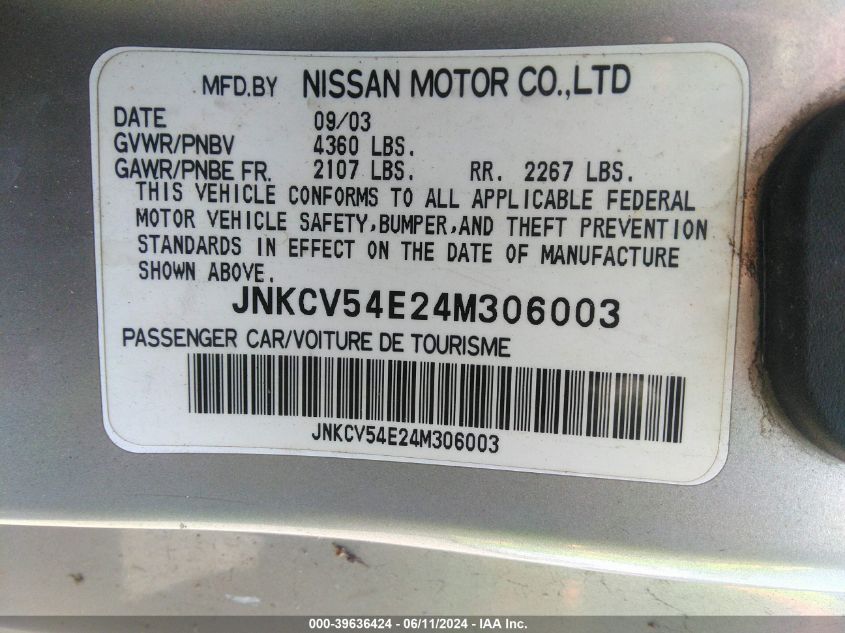 MFD.BY NISSAN MOTOR CO.,LTD
DATE 09/03
GVWR/PNBV 4360 LBS.
GAWR/PNBE FR. 2107 LBS. RR. 2267 LBS.
THIS VEHICLE CONFORMS TO ALL APPLICABLE FEDERAL
MOTOR VEHICLE SAFETY,BUMPER,AND THEFT PREVENTION
STANDARDS IN EFFECT ON THE DATE OF MANUFACTURE
SHOWN ABOVE.
JNKCV54E24M306003
PASSENGER CAR/VOITURE DE TOURISME
JNKCV54E24M306003
000-39636424 - 06/11/2024 - IAA Inc.